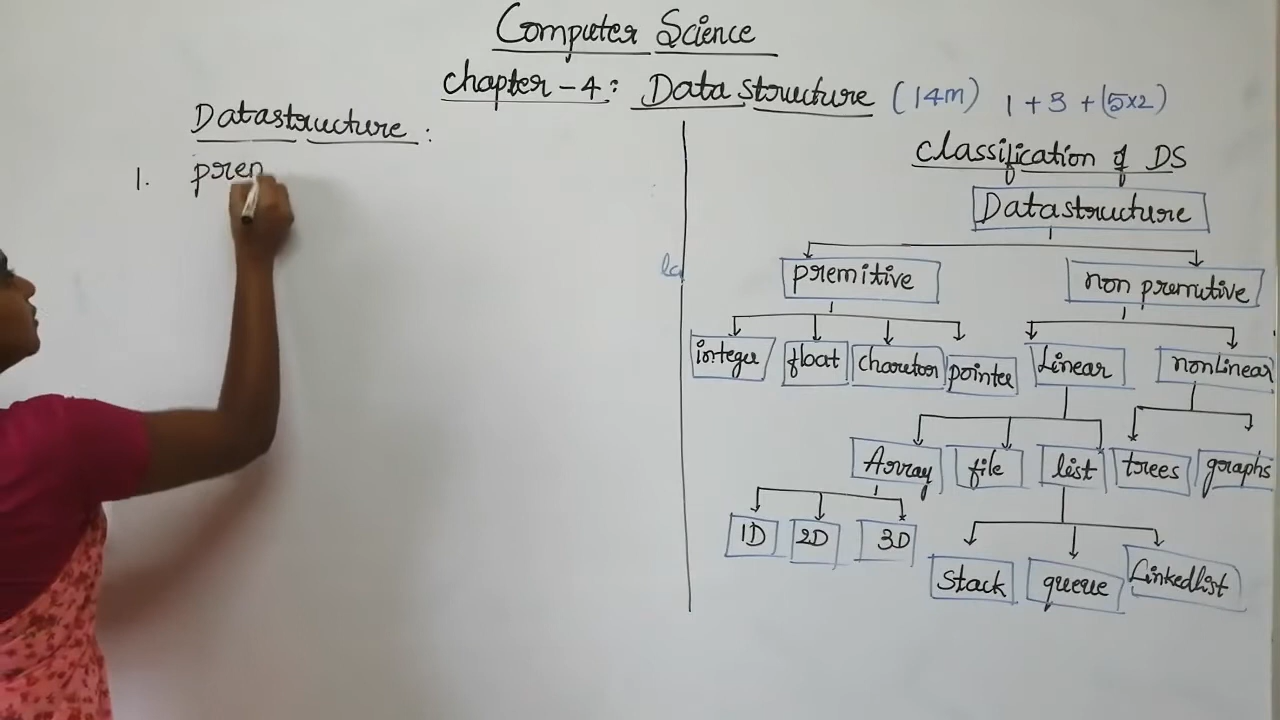 Computer Science
Chapter - 4 : Data structure (14m) 1 + 3 + (5x2)
Datastructure :
1. prem
Classification of DS
Datastructure
premitive
non premitive
integer
float
pointer
Linear
nonLinear
Array
file
list
trees
graphs
1D
2D
3D
Stack
queue
Linkedlist